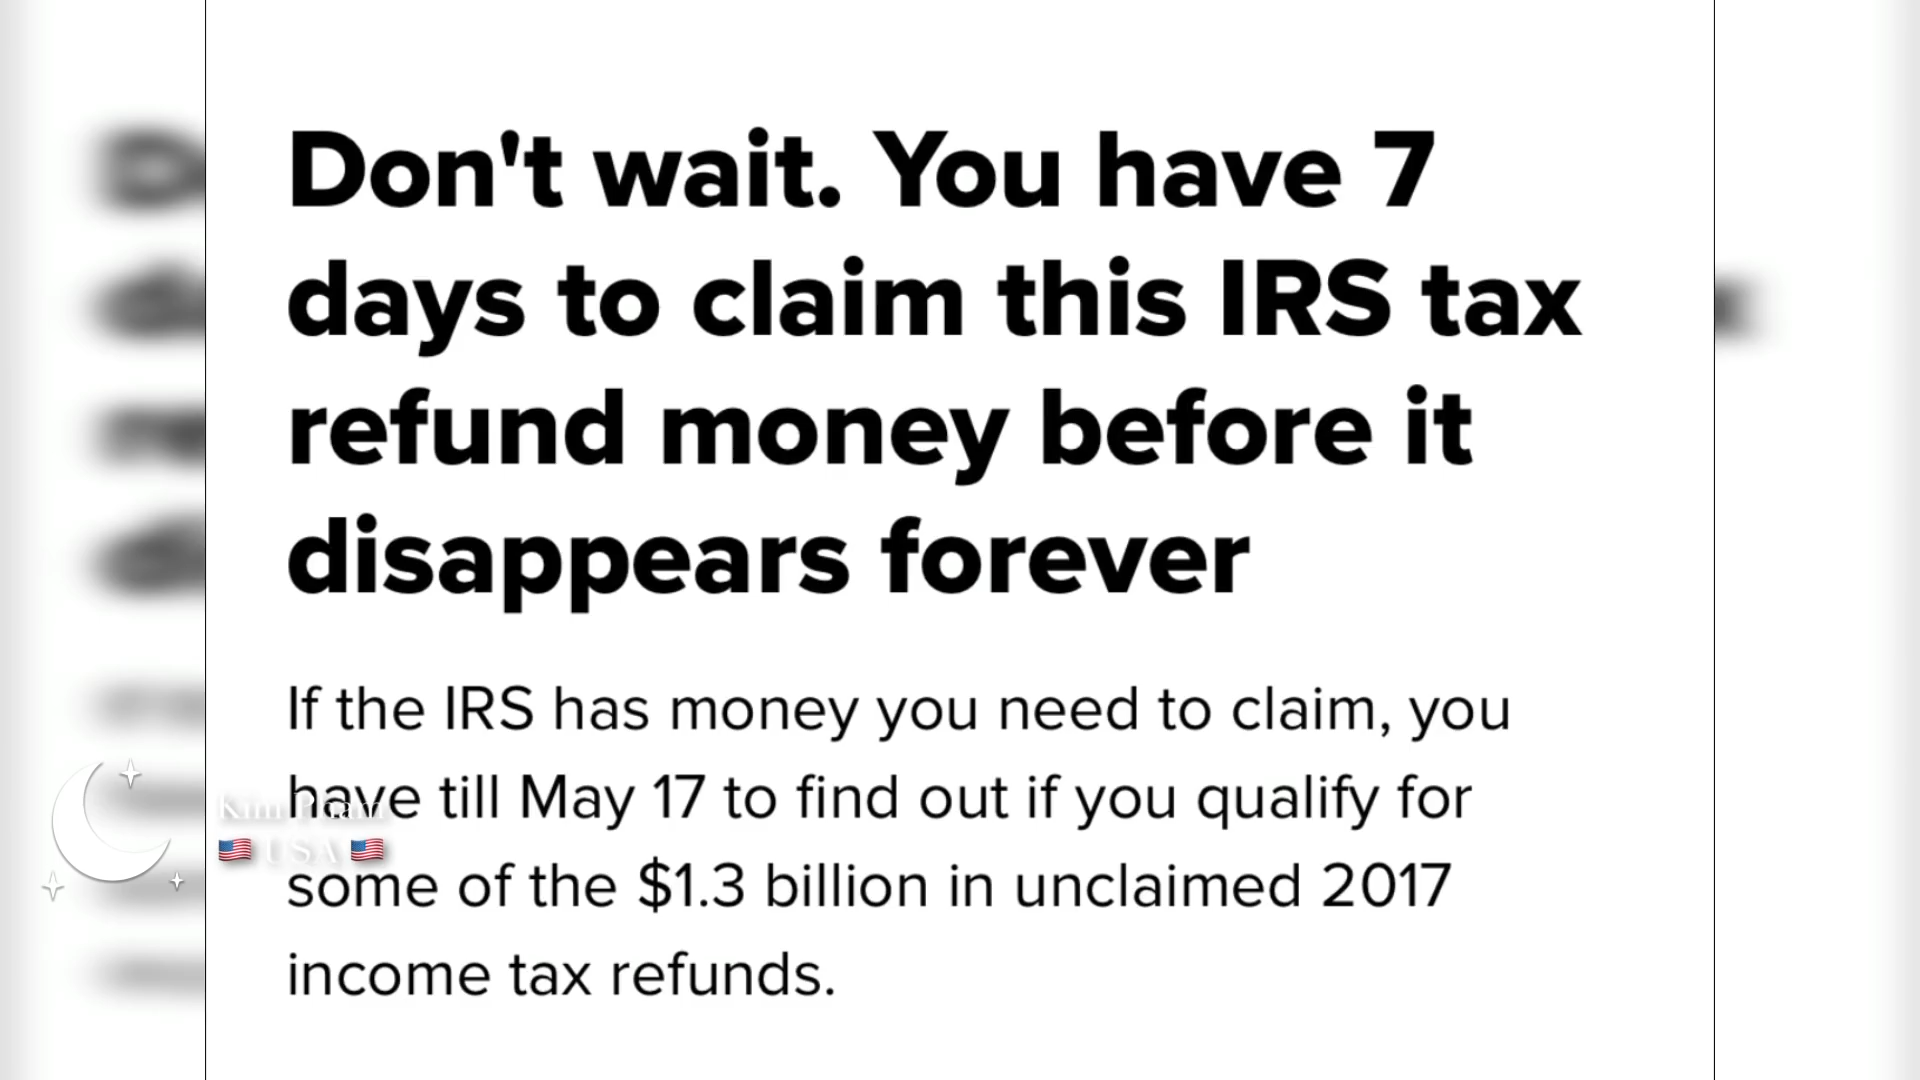 Don't wait. You have 7
days to claim this IRS tax
refund money before it
disappears forever
If the IRS has money you need to claim, you
have till May 17 to find out if you qualify for
Kim Pham
USA
some of the $1.3 billion in unclaimed 2017
income tax refunds.